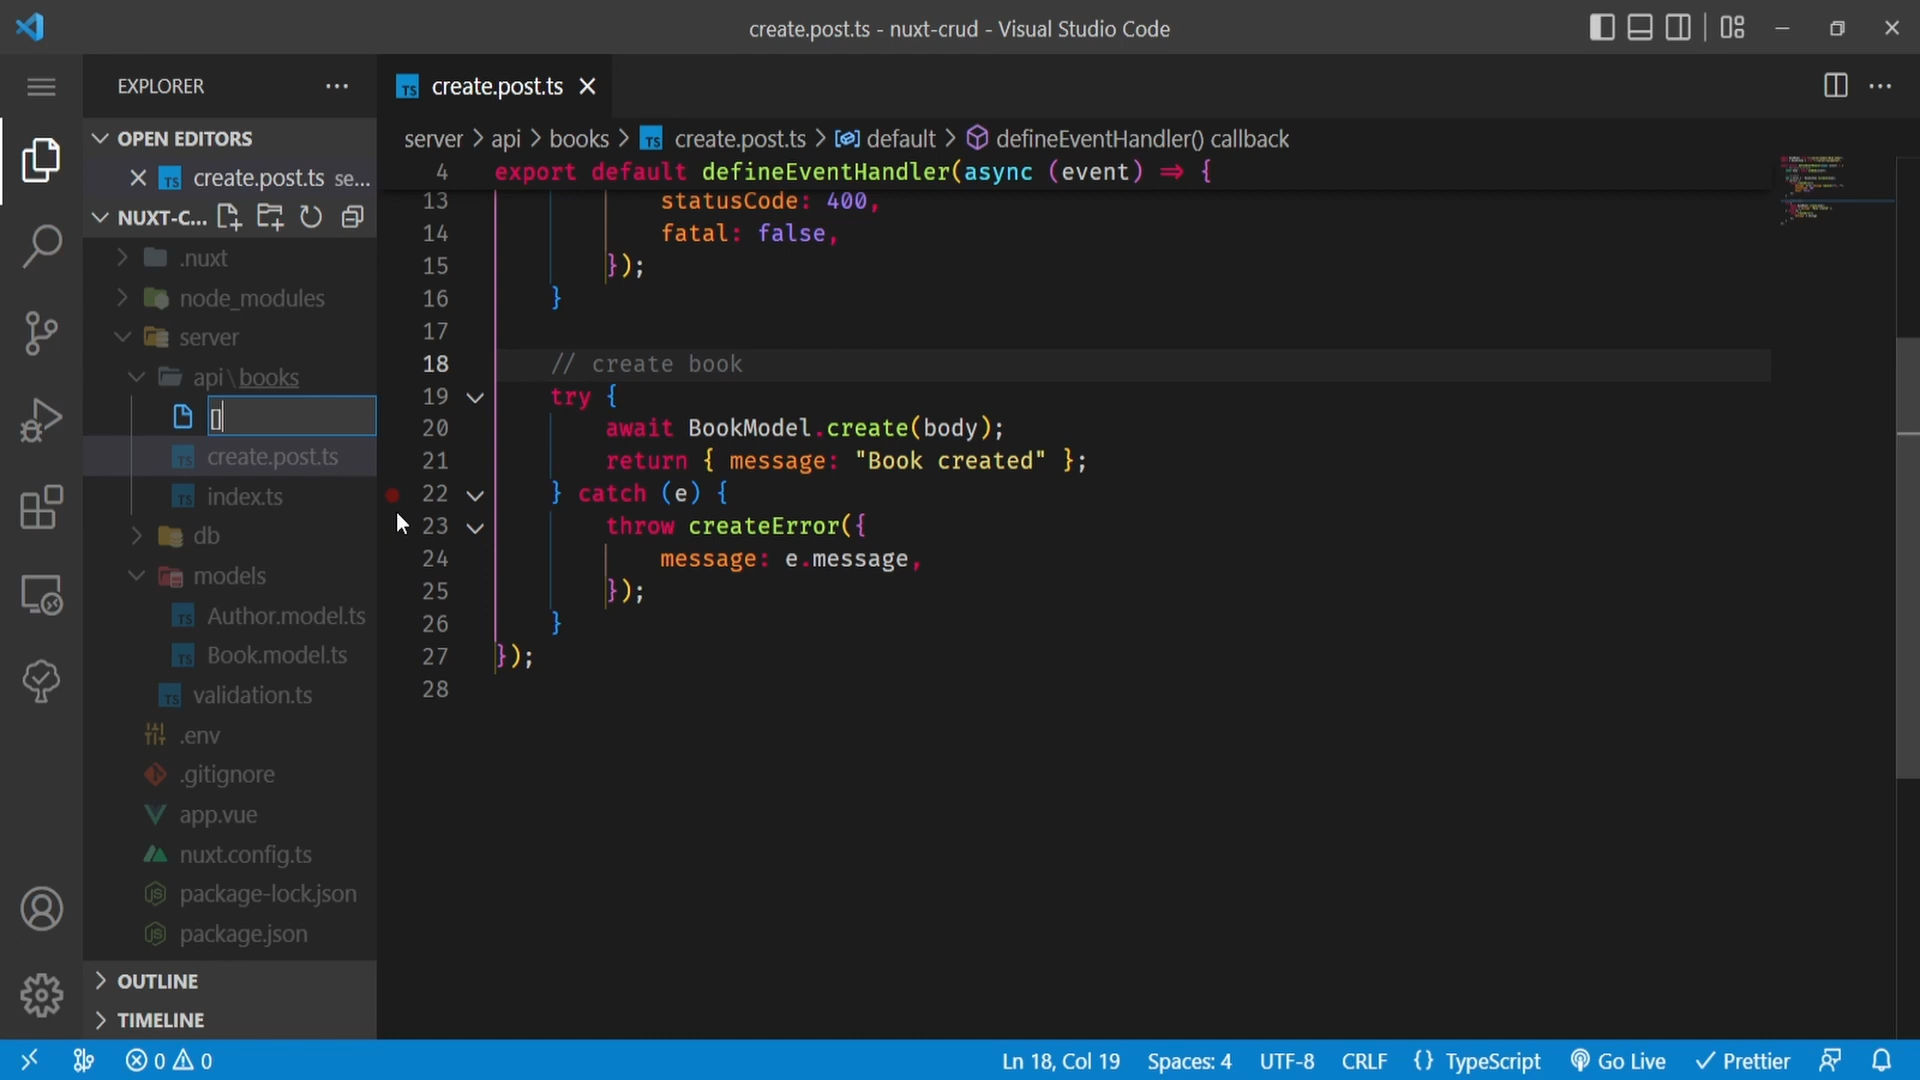 create.post.ts - nuxt-crud - Visual Studio Code
EXPLORER
OPEN EDITORS
create.post.ts se...
NUXT-C...
.nuxt
node_modules
server
api\books
[]
create.post.ts
index.ts
db
models
Author.model.ts
Book.model.ts
validation.ts
.env
.gitignore
app.vue
nuxt.config.ts
package-lock.json
package.json
OUTLINE
TIMELINE
create.post.ts
server > api > books > create.post.ts > default > defineEventHandler() callback
4 export default defineEventHandler(async (event) => {
13 statusCode: 400,
14 fatal: false,
15 });
16 }
17
18 // create book
19 try {
20 await BookModel.create(body);
21 return { message: "Book created" };
22 } catch (e) {
23 throw createError({
24 message: e.message,
25 });
26 }
27 });
28
0 0
Ln 18, Col 19 Spaces: 4 UTF-8 CRLF {} TypeScript Go Live Prettier